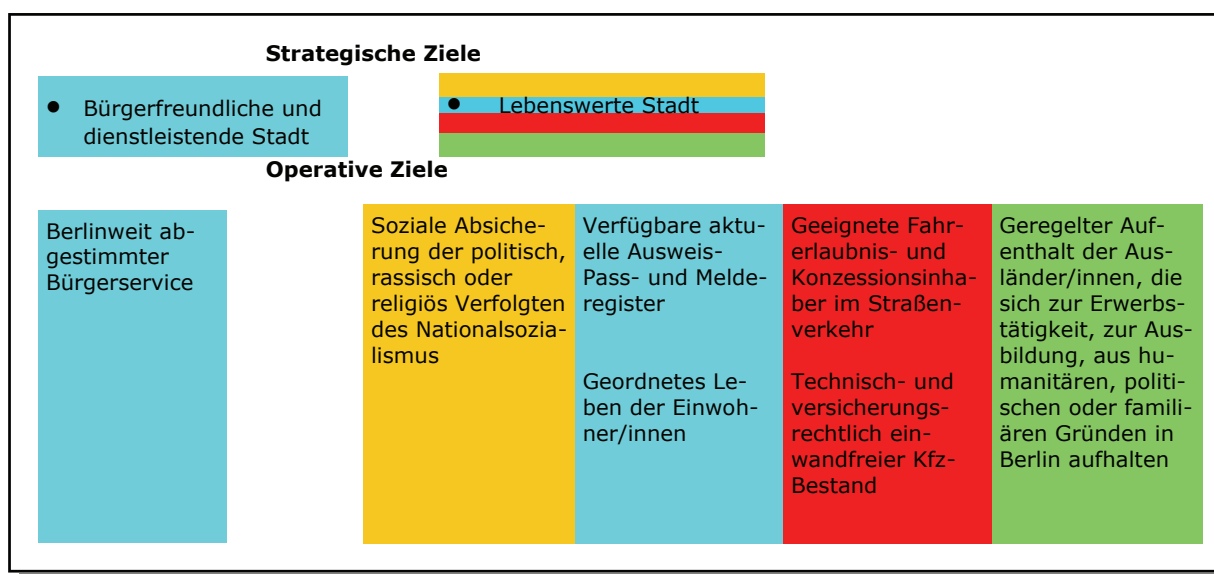 Strategische Ziele
● Bürgerfreundliche und
dienstleistende Stadt
● Lebenswerte Stadt
Operative Ziele
Berlinweit ab-
gestimmter
Bürgerservice
Soziale Absiche-
rung der politisch,
rassisch oder
religiös Verfolgten
des Nationalsozia-
lismus
Verfügbare aktu-
elle Ausweis-
Pass- und Melde-
register
Geordnetes Le-
ben der Einwoh-
ner/innen
Geeignete Fahr-
erlaubnis- und
Konzessionsinha-
ber im Straßen-
verkehr
Technisch- und
versicherungs-
rechtlich ein-
wandfreier Kfz-
Bestand
Geregelter Auf-
enthalt der Aus-
länder/innen, die
sich zur Erwerbs-
tätigkeit, zur Aus-
bildung, aus hu-
manitären, politi-
schen oder famili-
ären Gründen in
Berlin aufhalten